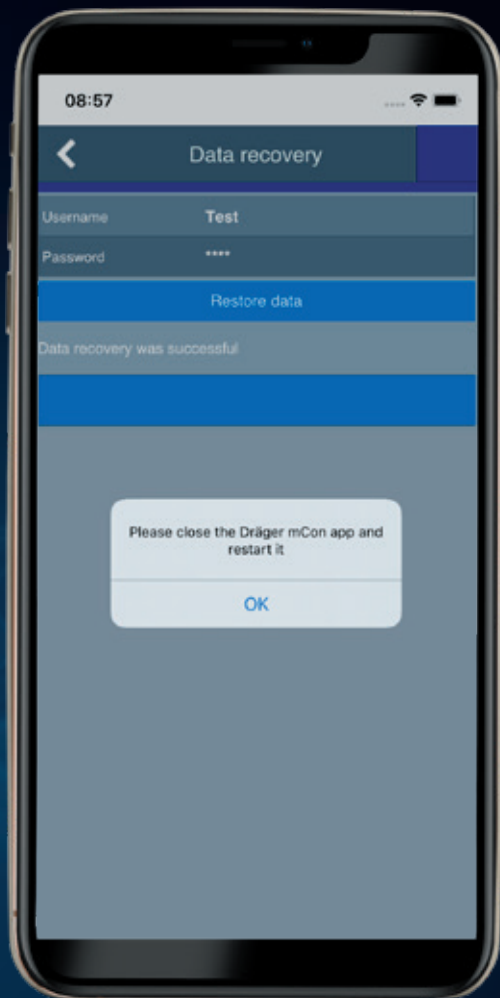 08:57
Data recovery
Username Test
Password ****
Restore data
Data recovery was successful
Please close the Dräger mCon app and
restart it
OK